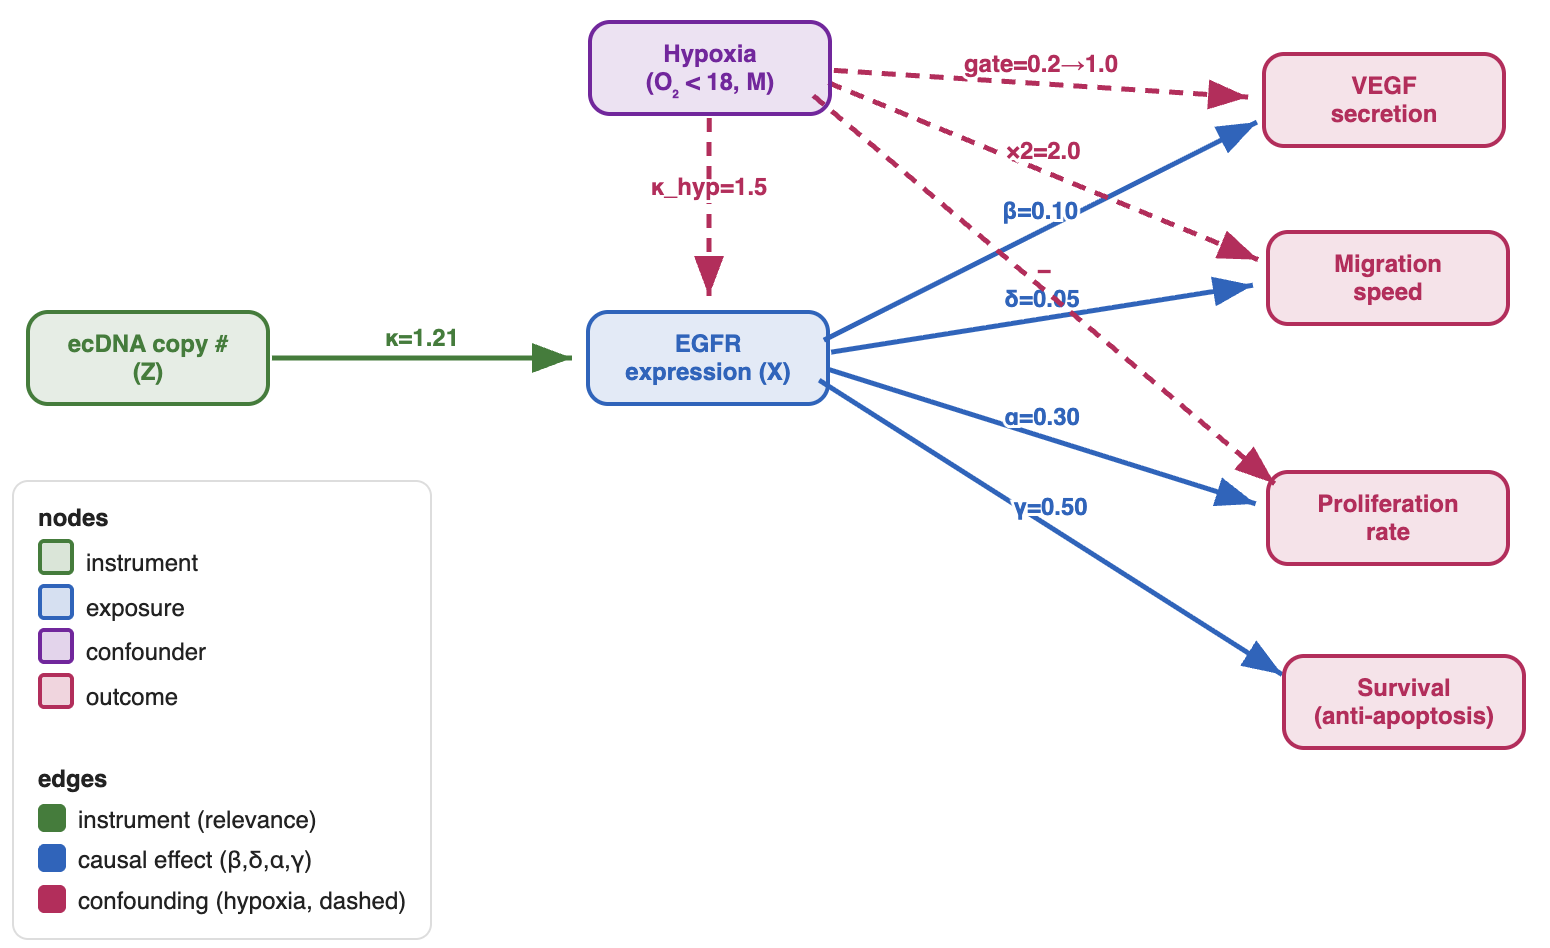 Hypoxia
(O₂ < 18, M)
gate=0.2→1.0
VEGF
secretion
×2=2.0
κ_hyp=1.5
β=0.10
Migration
speed
−
δ=0.05
ecDNA copy #
(Z)
κ=1.21
EGFR
expression (X)
α=0.30
γ=0.50
Proliferation
rate
Survival
(anti-apoptosis)
nodes
instrument
exposure
confounder
outcome
edges
instrument (relevance)
causal effect (β,δ,α,γ)
confounding (hypoxia, dashed)